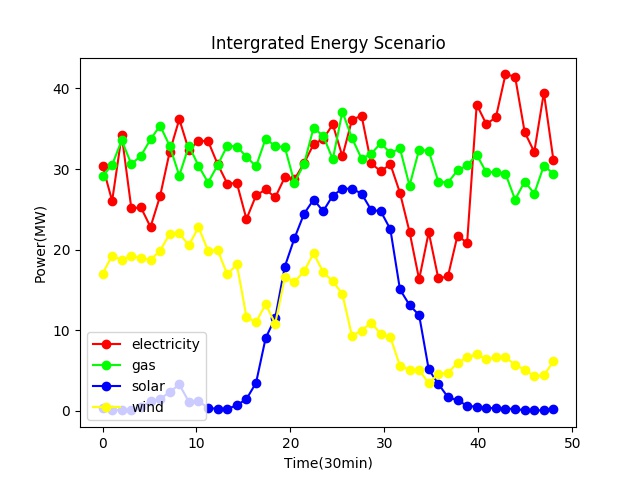 Intergrated Energy Scenario
Power(MW)
40
30
20
10
0
electricity
gas
solar
wind
0 10 20 30 40 50
Time(30min)